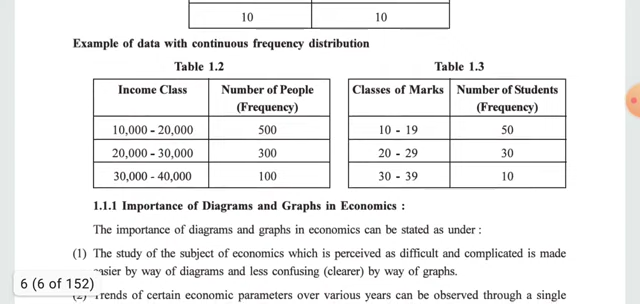 10 10
Example of data with continuous frequency distribution
Table 1.2 Table 1.3
Income Class Number of People (Frequency) Classes of Marks Number of Students (Frequency)
10,000 - 20,000 500 10 - 19 50
20,000 - 30,000 300 20 - 29 30
30,000 - 40,000 100 30 - 39 10
1.1.1 Importance of Diagrams and Graphs in Economics :
The importance of diagrams and graphs in economics can be stated as under :
(1) The study of the subject of economics which is perceived as difficult and complicated is made
easier by way of diagrams and less confusing (clearer) by way of graphs.
6 (6 of 152)
(2) Trends of certain economic parameters over various years can be observed through a single